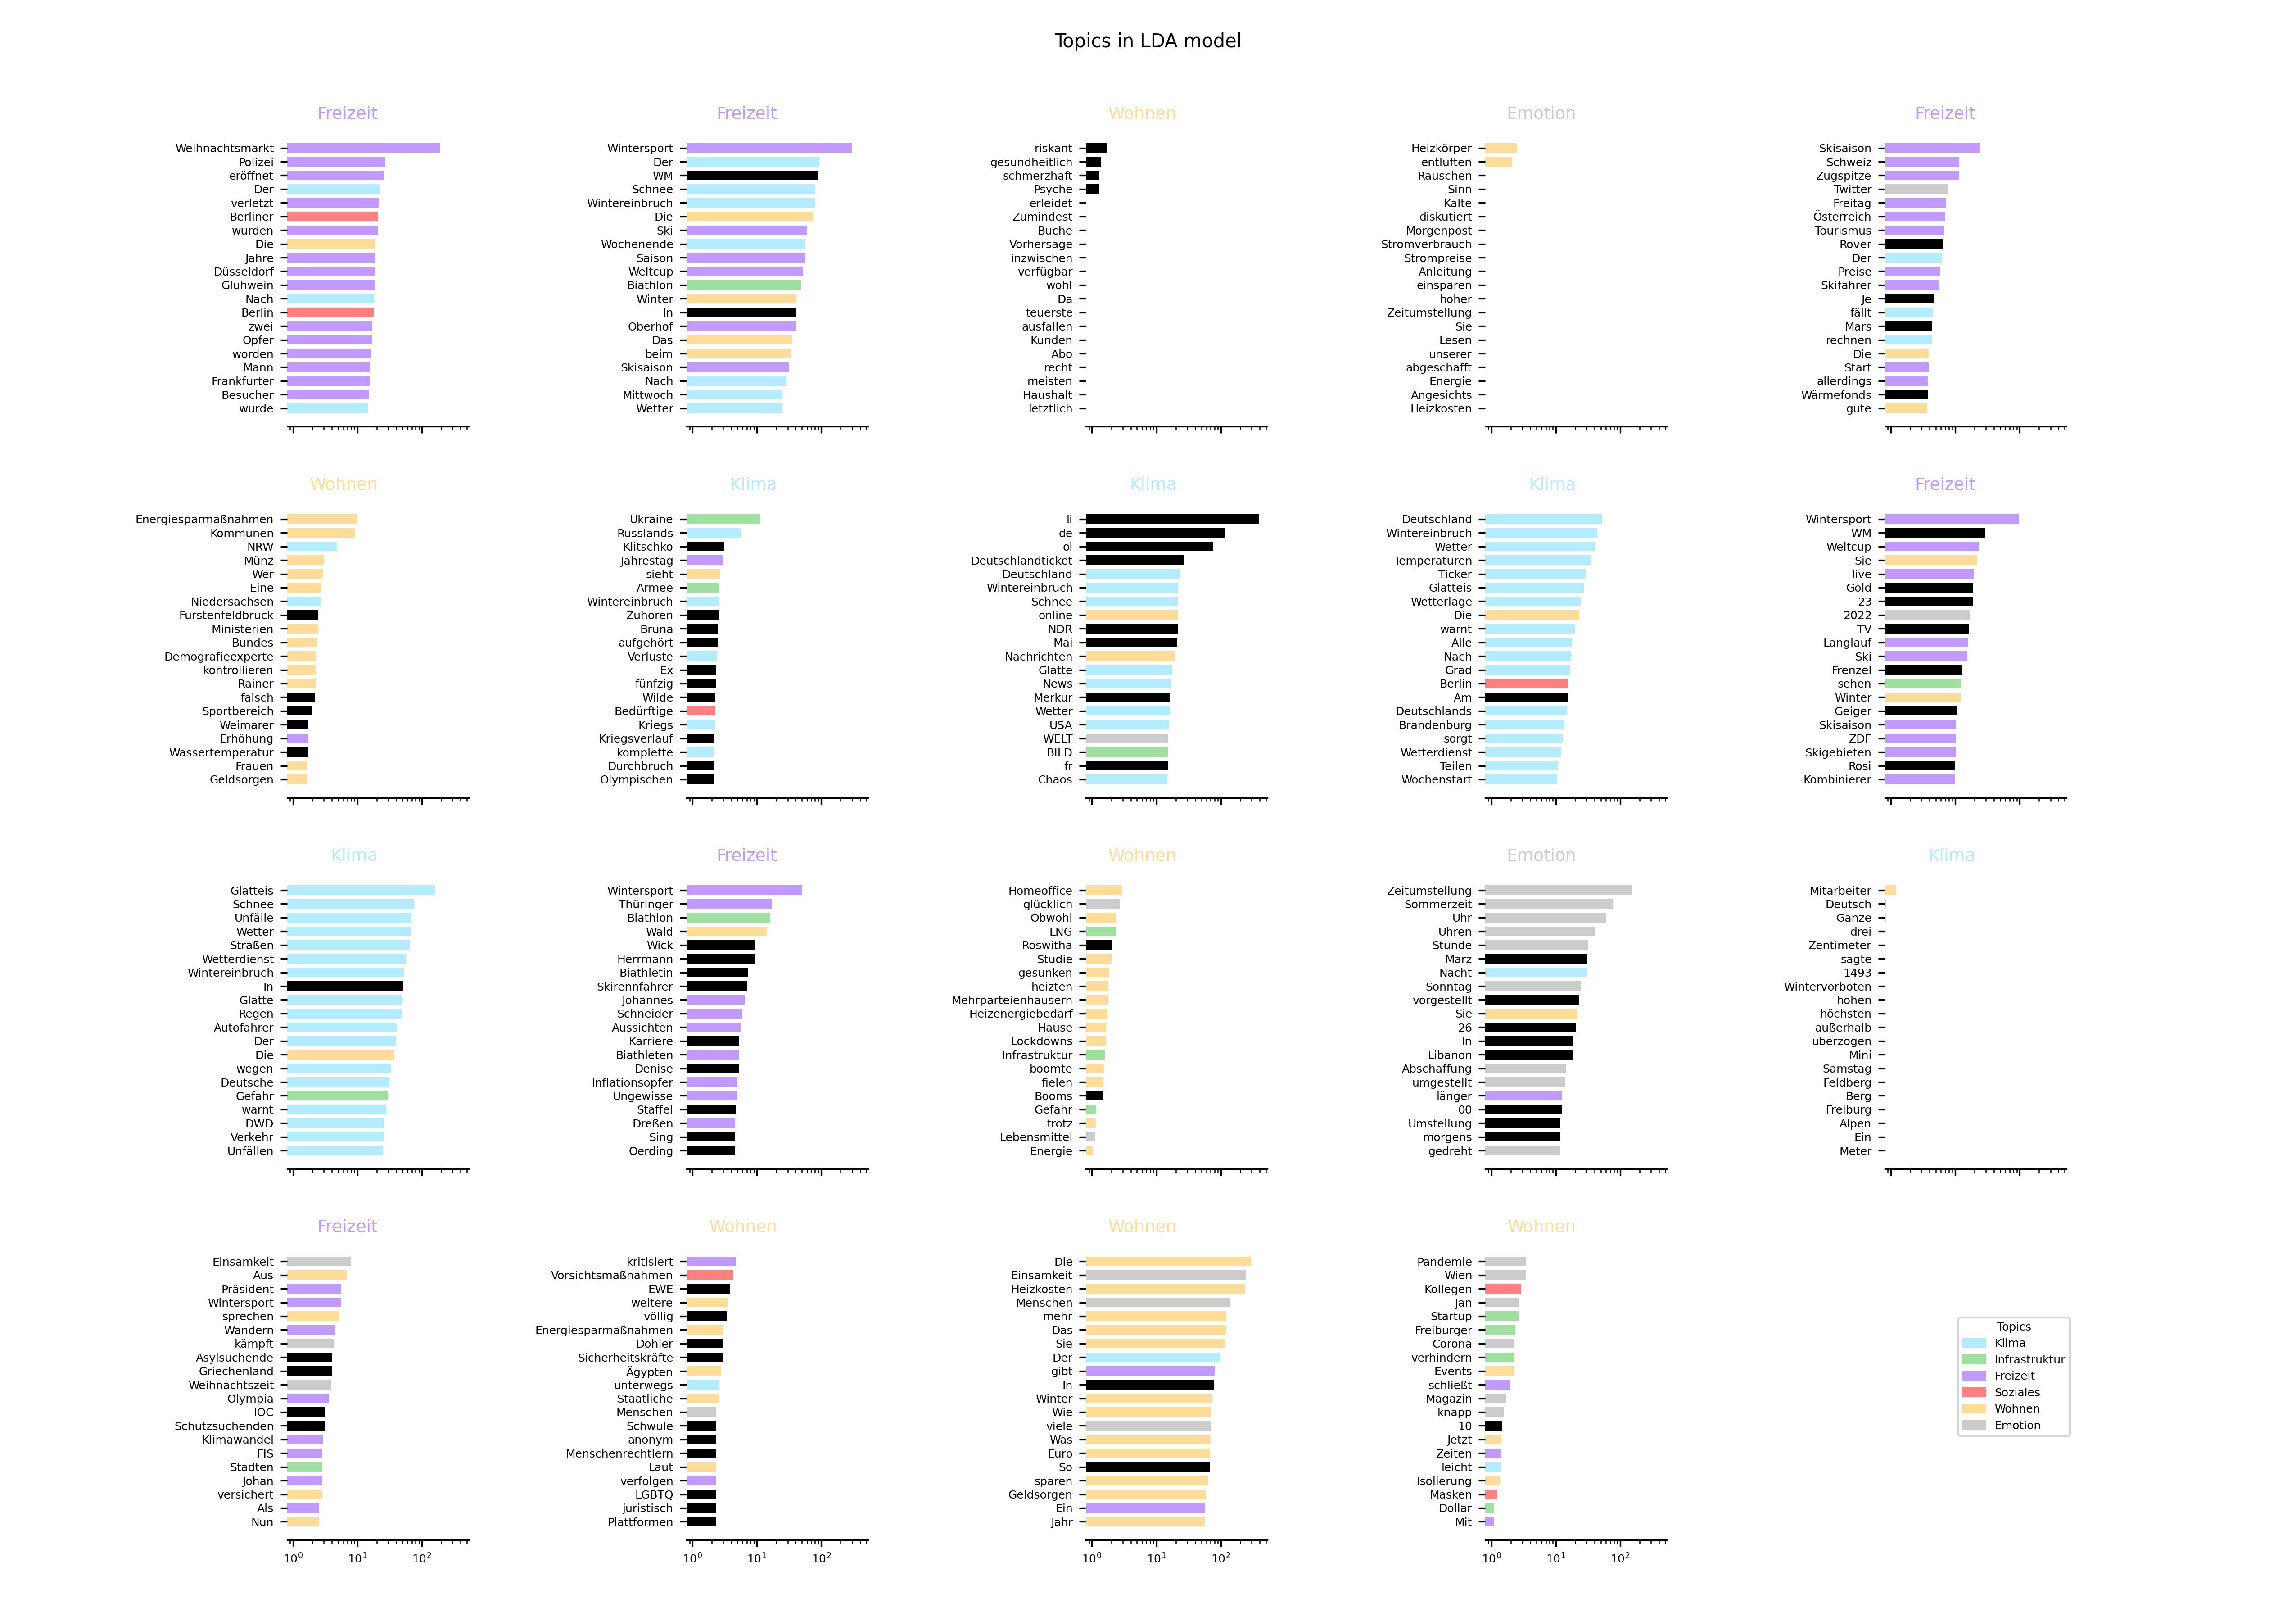 Topics in LDA model
Freizeit
Weihnachtsmarkt
Polizei
eröffnet
Der
verletzt
Berliner
wurden
Die
Jahre
Düsseldorf
Glühwein
Nach
Berlin
zwei
Opfer
worden
Mann
Frankfurter
Besucher
wurde
Freizeit
Wintersport
Der
WM
Schnee
Wintereinbruch
Die
Ski
Wochenende
Saison
Weltcup
Biathlon
Winter
In
Oberhof
Das
beim
Skisaison
Nach
Mittwoch
Wetter
Wohnen
riskant
gesundheitlich
schmerzhaft
Psyche
erleidet
Zumindest
Buche
Vorhersage
inzwischen
verfügbar
wohl
Da
teuerste
ausfallen
Kunden
Abo
recht
meisten
Haushalt
letztlich
Emotion
Heizkörper
entlüften
Rauschen
Sinn
Kalte
diskutiert
Morgenpost
Stromverbrauch
Strompreise
Anleitung
einsparen
hoher
Zeitumstellung
Sie
Lesen
unserer
abgeschafft
Energie
Angesichts
Heizkosten
Freizeit
Skisaison
Schweiz
Zugspitze
Twitter
Freitag
Österreich
Tourismus
Rover
Der
Preise
Skifahrer
Je
fällt
Mars
rechnen
Die
Start
allerdings
Wärmefonds
gute
Wohnen
Energiesparmaßnahmen
Kommunen
NRW
Münz
Wer
Eine
Niedersachsen
Fürstenfeldbruck
Ministerien
Bundes
Demografieexperte
kontrollieren
Rainer
falsch
Sportbereich
Weimarer
Erhöhung
Wassertemperatur
Frauen
Geldsorgen
Klima
Ukraine
Russlands
Klitschko
Jahrestag
sieht
Armee
Wintereinbruch
Zuhören
Bruna
aufgehört
Verluste
Ex
fünfzig
Wilde
Bedürftige
Kriegs
Kriegsverlauf
komplette
Durchbruch
Olympischen
Klima
li
de
ol
Deutschlandticket
Deutschland
Wintereinbruch
Schnee
online
NDR
Mai
Nachrichten
Glätte
News
Merkur
Wetter
USA
WELT
BILD
fr
Chaos
Klima
Deutschland
Wintereinbruch
Wetter
Temperaturen
Ticker
Glatteis
Wetterlage
Die
warnt
Alle
Nach
Grad
Berlin
Am
Deutschlands
Brandenburg
sorgt
Wetterdienst
Teilen
Wochenstart
Freizeit
Wintersport
WM
Weltcup
Sie
live
Gold
23
2022
TV
Langlauf
Ski
Frenzel
sehen
Winter
Geiger
Skisaison
ZDF
Skigebieten
Rosi
Kombinierer
Klima
Glatteis
Schnee
Unfälle
Wetter
Straßen
Wetterdienst
Wintereinbruch
In
Glätte
Regen
Autofahrer
Der
Die
wegen
Deutsche
Gefahr
warnt
DWD
Verkehr
Unfällen
Freizeit
Wintersport
Thüringer
Biathlon
Wald
Wick
Herrmann
Biathletin
Skirennfahrer
Johannes
Schneider
Aussichten
Karriere
Biathleten
Denise
Inflationsopfer
Ungewisse
Staffel
Dreßen
Sing
Oerding
Wohnen
Homeoffice
glücklich
Obwohl
LNG
Roswitha
Studie
gesunken
heizten
Mehrparteienhäusern
Heizenergiebedarf
Hause
Lockdowns
Infrastruktur
boomte
fielen
Booms
Gefahr
trotz
Lebensmittel
Energie
Emotion
Zeitumstellung
Sommerzeit
Uhr
Uhren
Stunde
März
Nacht
Sonntag
vorgestellt
Sie
26
In
Libanon
Abschaffung
umgestellt
länger
00
Umstellung
morgens
gedreht
Klima
Mitarbeiter
Deutsch
Ganze
drei
Zentimeter
sagte
1493
Wintervorboten
hohen
höchsten
außerhalb
überzogen
Mini
Samstag
Feldberg
Berg
Freiburg
Alpen
Ein
Meter
Freizeit
Einsamkeit
Aus
Präsident
Wintersport
sprechen
Wandern
kämpft
Asylsuchende
Griechenland
Weihnachtszeit
Olympia
IOC
Schutzsuchenden
Klimawandel
FIS
Städten
Johan
versichert
Als
Nun
10⁰ 10¹ 10²
Wohnen
kritisiert
Vorsichtsmaßnahmen
EWE
weitere
völlig
Energiesparmaßnahmen
Dohler
Sicherheitskräfte
Ägypten
unterwegs
Staatliche
Menschen
Schwule
anonym
Menschenrechtlern
Laut
verfolgen
LGBTQ
juristisch
Plattformen
10⁰ 10¹ 10²
Wohnen
Die
Einsamkeit
Heizkosten
Menschen
mehr
Das
Sie
Der
gibt
In
Winter
Wie
viele
Was
Euro
So
sparen
Geldsorgen
Ein
Jahr
10⁰ 10¹ 10²
Wohnen
Pandemie
Wien
Kollegen
Jan
Startup
Freiburger
Corona
verhindern
Events
schließt
Magazin
knapp
10
Jetzt
Zeiten
leicht
Isolierung
Masken
Dollar
Mit
10⁰ 10¹ 10²
Topics
Klima
Infrastruktur
Freizeit
Soziales
Wohnen
Emotion